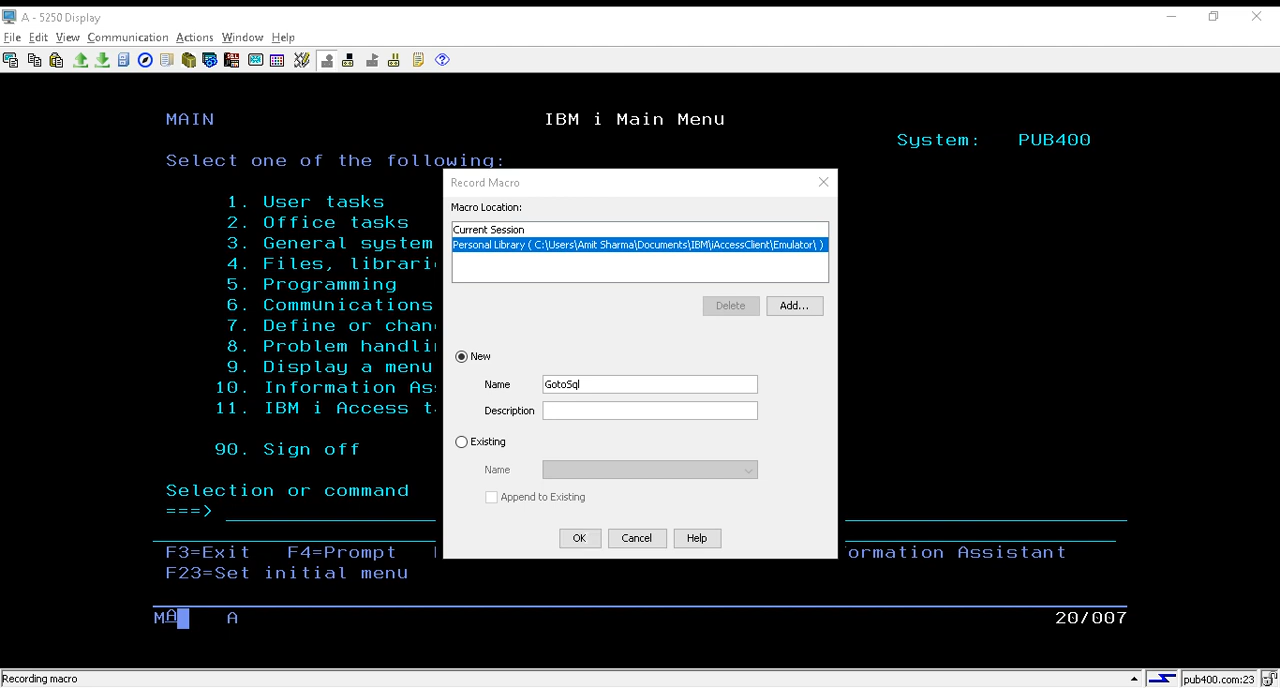 A - 5250 Display
File Edit View Communication Actions Window Help
MAIN IBM i Main Menu
System: PUB400
Select one of the following:
1. User tasks
2. Office tasks
3. General system
4. Files, librari
5. Programming
6. Communications
7. Define or chan
8. Problem handli
9. Display a menu
10. Information As
11. IBM i Access t
90. Sign off
Selection or command
===>
F3=Exit F4=Prompt ormation Assistant
F23=Set initial menu
MA A 20/007
Record Macro
Macro Location:
Current Session
Personal Library ( C:\Users\Amit Sharma\Documents\IBM\iAccessClient\Emulator\ )
Delete Add...
New
Name GotoSql
Description
Existing
Name
Append to Existing
OK Cancel Help
Recording macro pub400.com:23